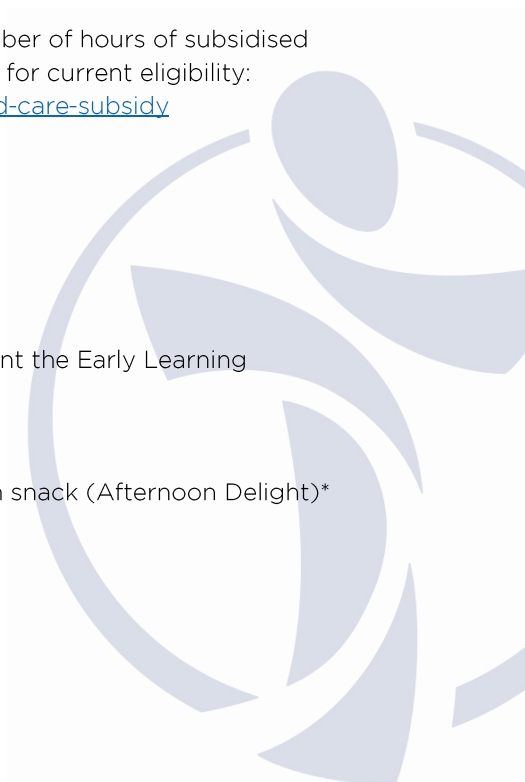 ber of hours of subsidised
for current eligibility:
d-care-subsidy
nt the Early Learning
snack (Afternoon Delight)*